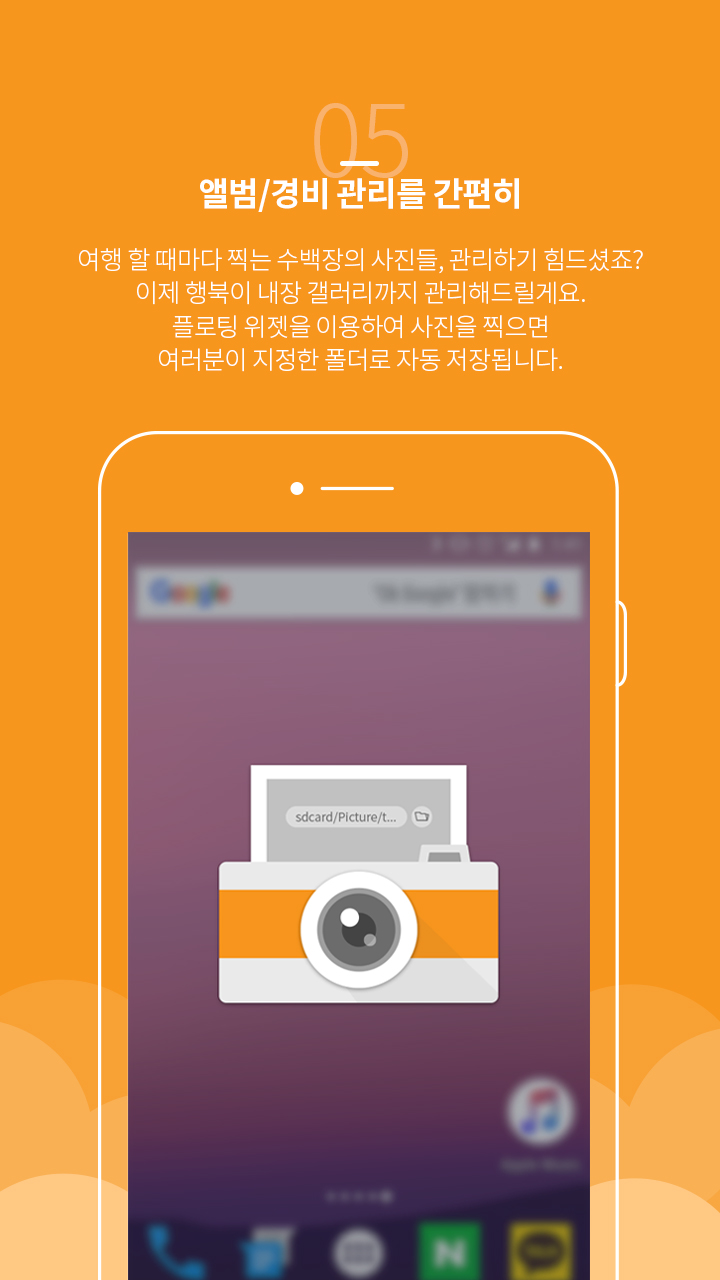 05
앨범/경비 관리를 간편히
여행 할 때마다 찍는 수백장의 사진들, 관리하기 힘드셨죠?
이제 행북이 내장 갤러리까지 관리해드릴게요.
플로팅 위젯을 이용하여 사진을 찍으면
여러분이 지정한 폴더로 자동 저장됩니다.
Google
sdcard/Picture/t...
Apple Music
N